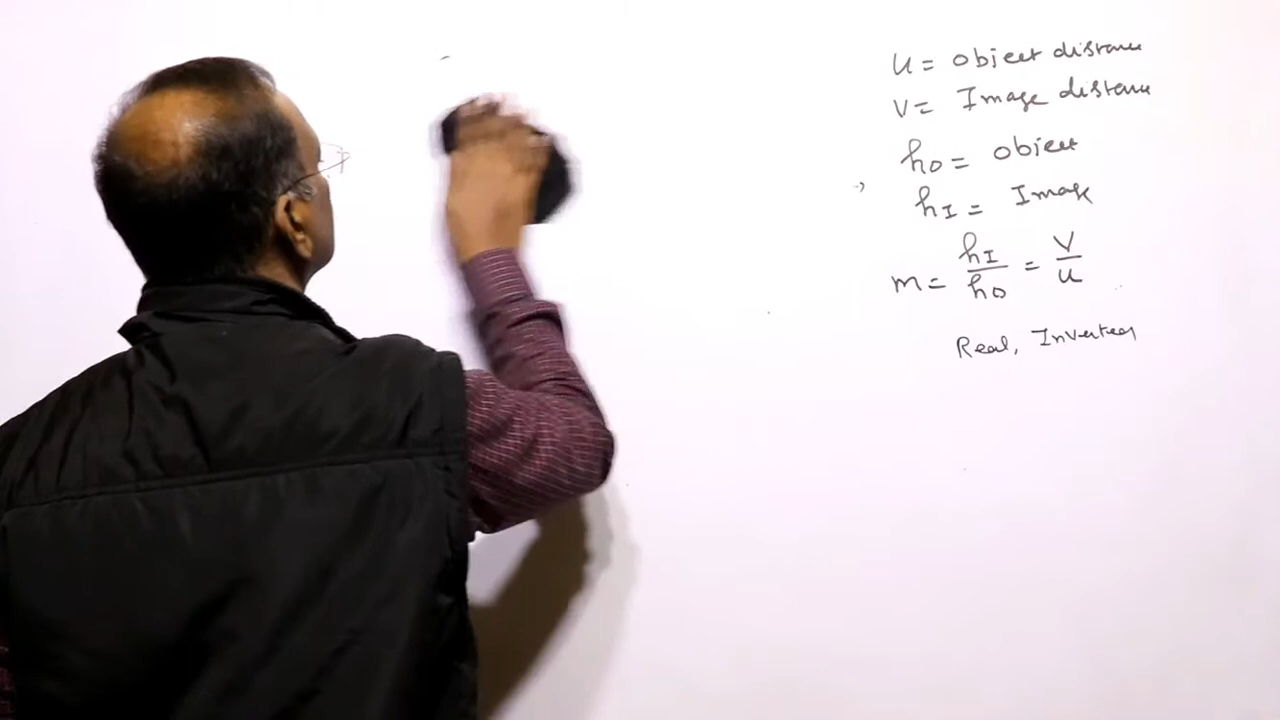 u = object distance
v = Image distance
hO = object
hI = Image
m = hI/hO = v/u
Real, Inverted